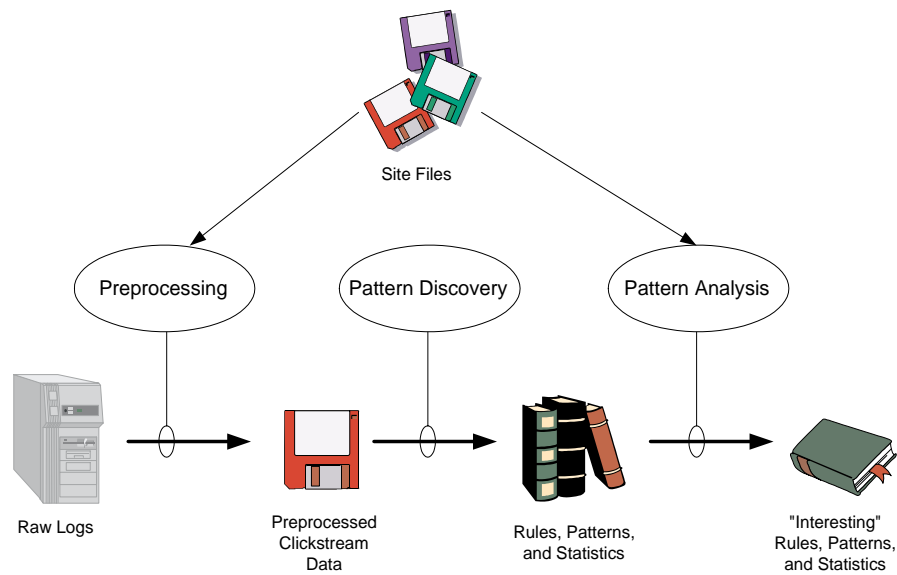 Site Files
Preprocessing
Pattern Discovery
Pattern Analysis
Raw Logs
Preprocessed
Clickstream
Data
Rules, Patterns,
and Statistics
"Interesting"
Rules, Patterns,
and Statistics